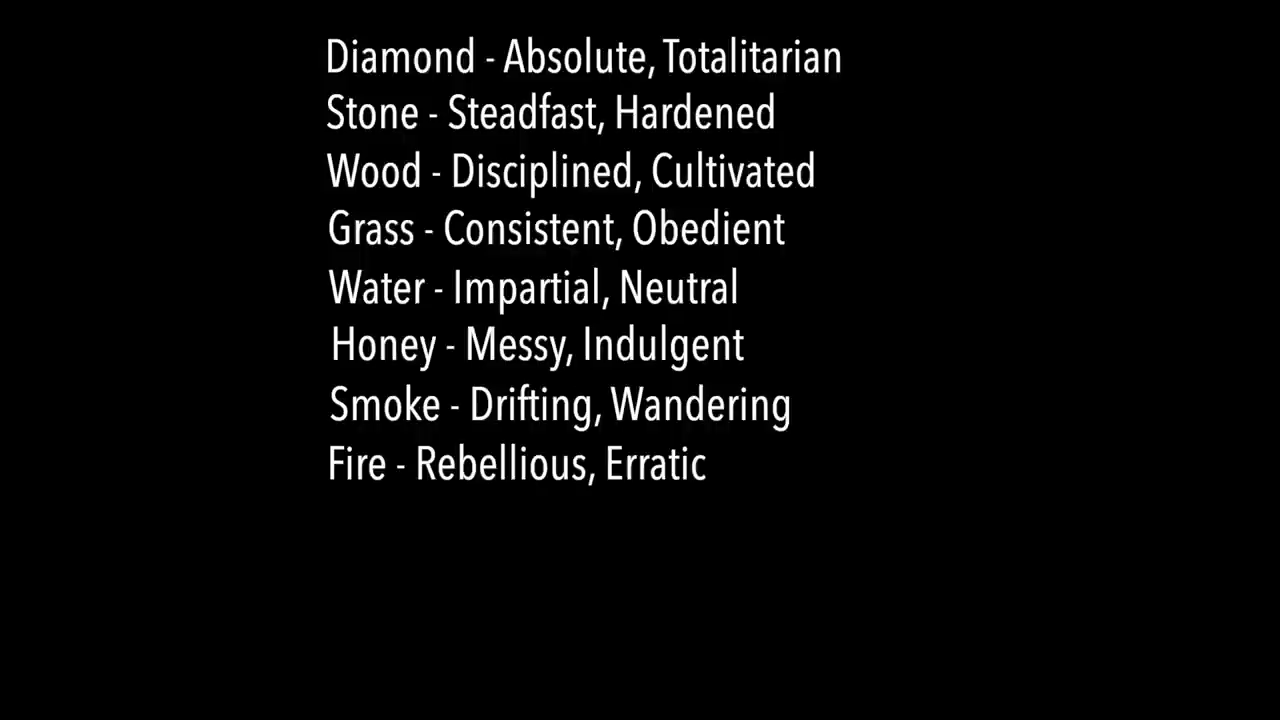 Diamond - Absolute, Totalitarian
Stone - Steadfast, Hardened
Wood - Disciplined, Cultivated
Grass - Consistent, Obedient
Water - Impartial, Neutral
Honey - Messy, Indulgent
Smoke - Drifting, Wandering
Fire - Rebellious, Erratic